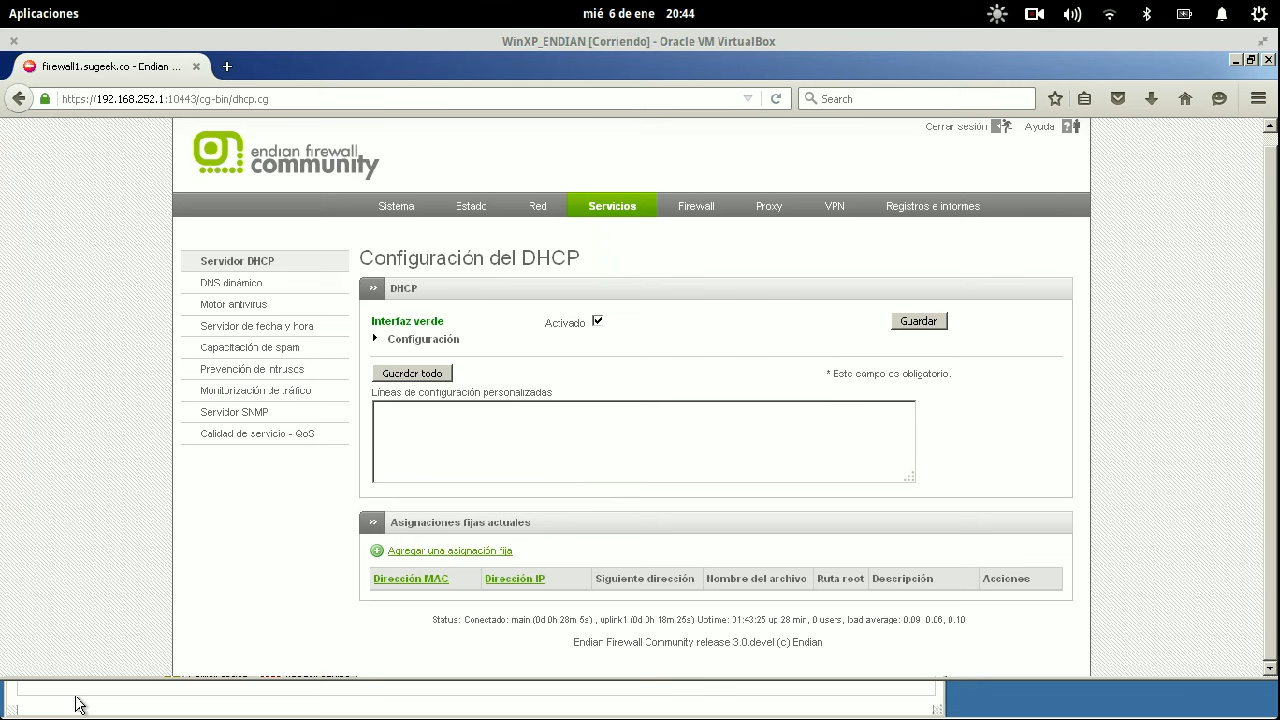 Aplicaciones
mié 6 de ene 20:44
WinXP_ENDIAN [Corriendo] - Oracle VM VirtualBox
firewall1.sugeek.co - Endian ...
https://192.168.252.1:10443/cg-bin/dhcp.cg
Search
Cerrar sesión
Ayuda
endian firewall
community
Sistema
Estado
Red
Servicios
Firewall
Proxy
VPN
Registros e informes
Servidor DHCP
DNS dinámico
Motor antivirus
Servidor de fecha y hora
Capacitación de spam
Prevención de intrusos
Monitorización de tráfico
Servidor SNMP
Calidad de servicio - QoS
Configuración del DHCP
DHCP
Interfaz verde
Activado
Guardar
Configuración
Guardar todo
* Este campo es obligatorio.
Líneas de configuración personalizadas
Asignaciones fijas actuales
Agregar una asignación fija
Dirección MAC
Dirección IP
Siguiente dirección
Nombre del archivo
Ruta root
Descripción
Acciones
Status: Conectado: main (0d 0h 28m 5s) , uplink1 (0d 0h 18m 25s) Uptime: 01:43:25 up 28 min, 0 users, load average: 0.09, 0.06, 0.10
Endian Firewall Community release 3.0.devel (c) Endian